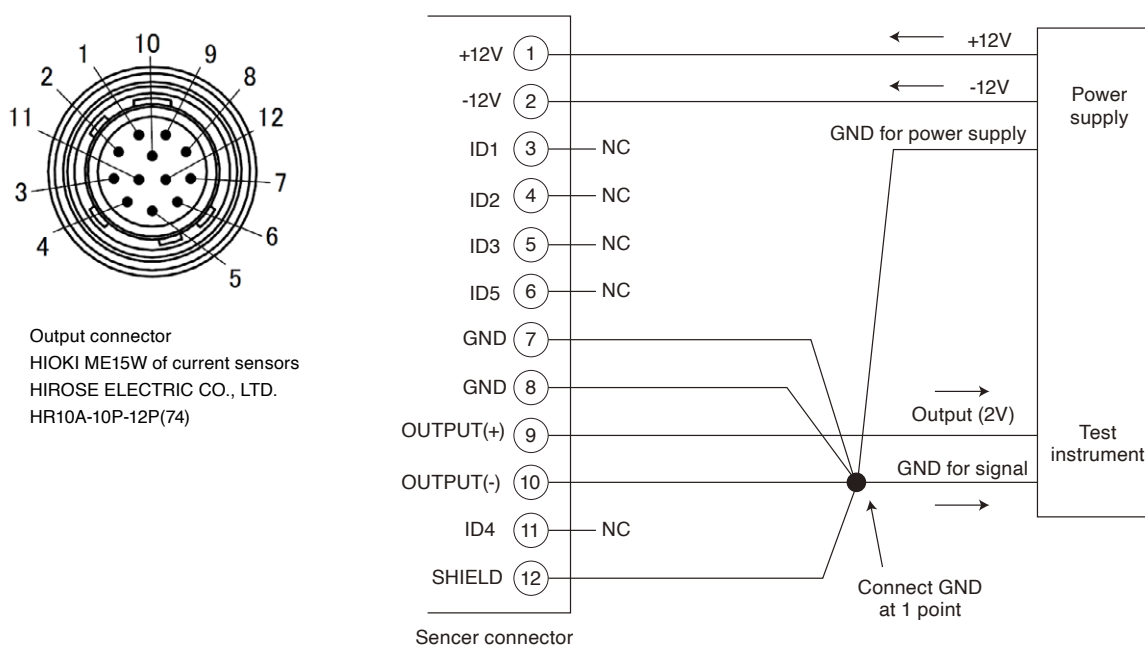 10
1
9
2
8
11
12
3
7
4
6
5
Output connector
HIOKI ME15W of current sensors
HIROSE ELECTRIC CO., LTD.
HR10A-10P-12P(74)
+12V 1 +12V
-12V 2 -12V
Power
supply
GND for power supply
ID1 3 NC
ID2 4 NC
ID3 5 NC
ID5 6 NC
GND 7
GND 8
Output (2V)
OUTPUT(+) 9
Test
instrument
GND for signal
OUTPUT(-) 10
ID4 11 NC
SHIELD 12
Connect GND
at 1 point
Sencer connector